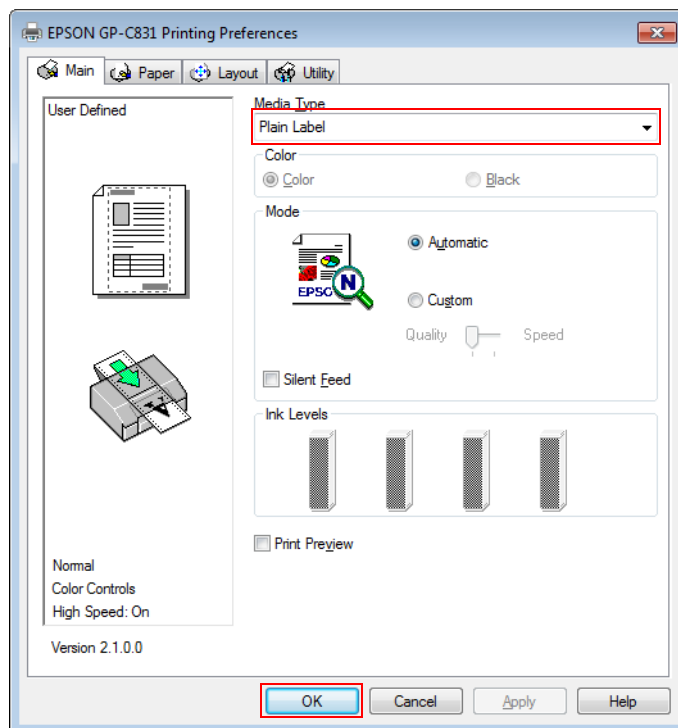 EPSON GP-C831 Printing Preferences
Main Paper Layout Utility
User Defined
Media Type
Plain Label
Color
Color Black
Mode
EPSO N
Automatic
Custom
Quality Speed
Silent Feed
Ink Levels
Print Preview
Normal
Color Controls
High Speed: On
Version 2.1.0.0
OK Cancel Apply Help